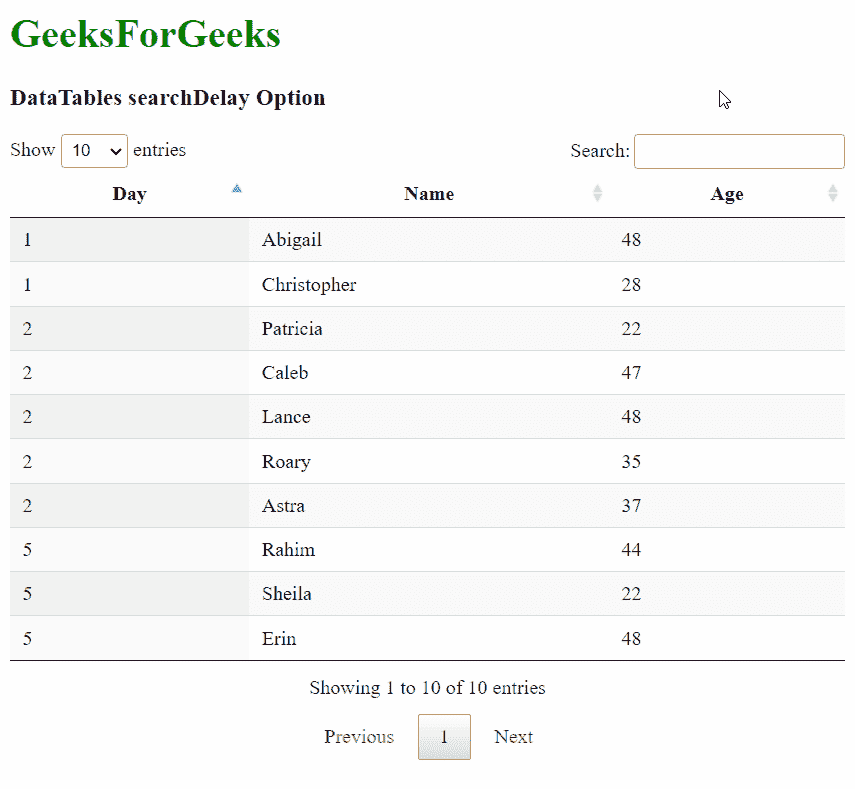 GeeksForGeeks
DataTables searchDelay Option
Show 10 entries Search:
Day Name Age
1 Abigail 48
1 Christopher 28
2 Patricia 22
2 Caleb 47
2 Lance 48
2 Roary 35
2 Astra 37
5 Rahim 44
5 Sheila 22
5 Erin 48
Showing 1 to 10 of 10 entries
Previous 1 Next